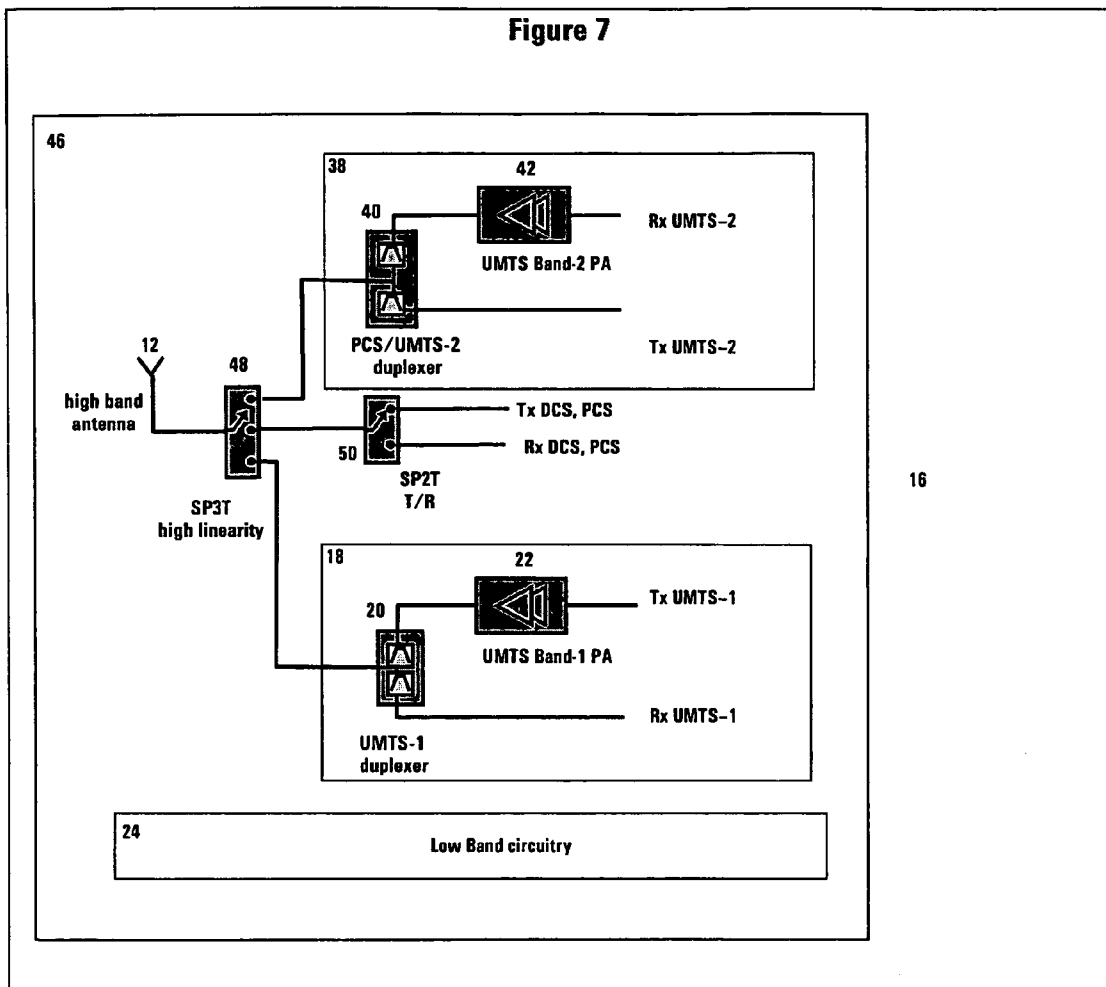 Figure 7
46
38
42
40
Rx UMTS-2
UMTS Band-2 PA
PCS/UMTS-2
duplexer
Tx UMTS-2
12
48
high band
antenna
Tx DCS, PCS
Rx DCS, PCS
50
SP2T
T/R
SP3T
high linearity
16
18
22
20
Tx UMTS-1
UMTS Band-1 PA
Rx UMTS-1
UMTS-1
duplexer
24
Low Band circuitry